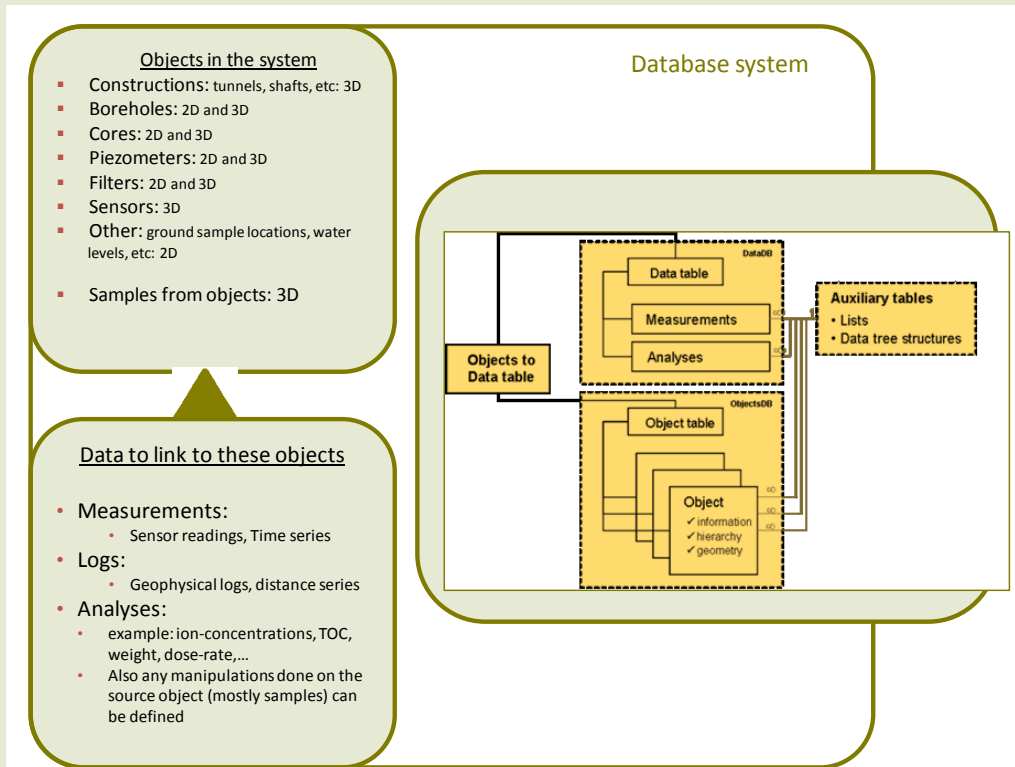 Objects in the system
▪ Constructions: tunnels, shafts, etc: 3D
▪ Boreholes: 2D and 3D
▪ Cores: 2D and 3D
▪ Piezometers: 2D and 3D
▪ Filters: 2D and 3D
▪ Sensors: 3D
▪ Other: ground sample locations, water
levels, etc: 2D
▪ Samples from objects: 3D
Data to link to these objects
• Measurements:
• Sensor readings, Time series
• Logs:
• Geophysical logs, distance series
• Analyses:
• example: ion-concentrations, TOC,
weight, dose-rate,...
• Also any manipulations done on the
source object (mostly samples) can
be defined
Database system
DataDB
Data table
Measurements
∞
Analyses
∞
Objects to
Data table
ObjectsDB
Object table
Object
✓ information
✓ hierarchy
✓ geometry
∞
∞
∞
Auxiliary tables
• Lists
• Data tree structures